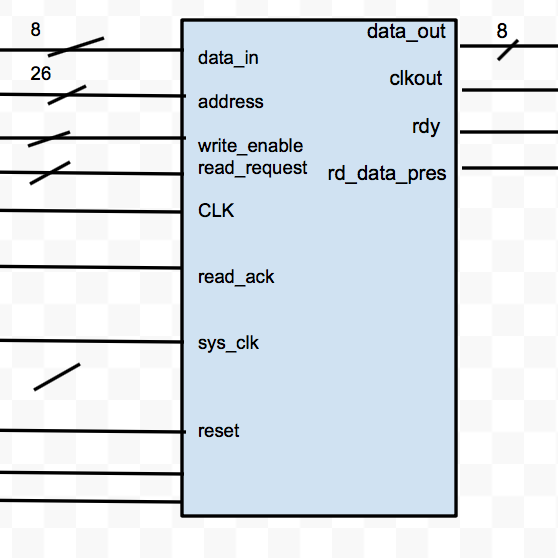 8
data_in
26
address
write_enable
read_request
CLK
read_ack
sys_clk
reset
data_out
8
clkout
rdy
rd_data_pres